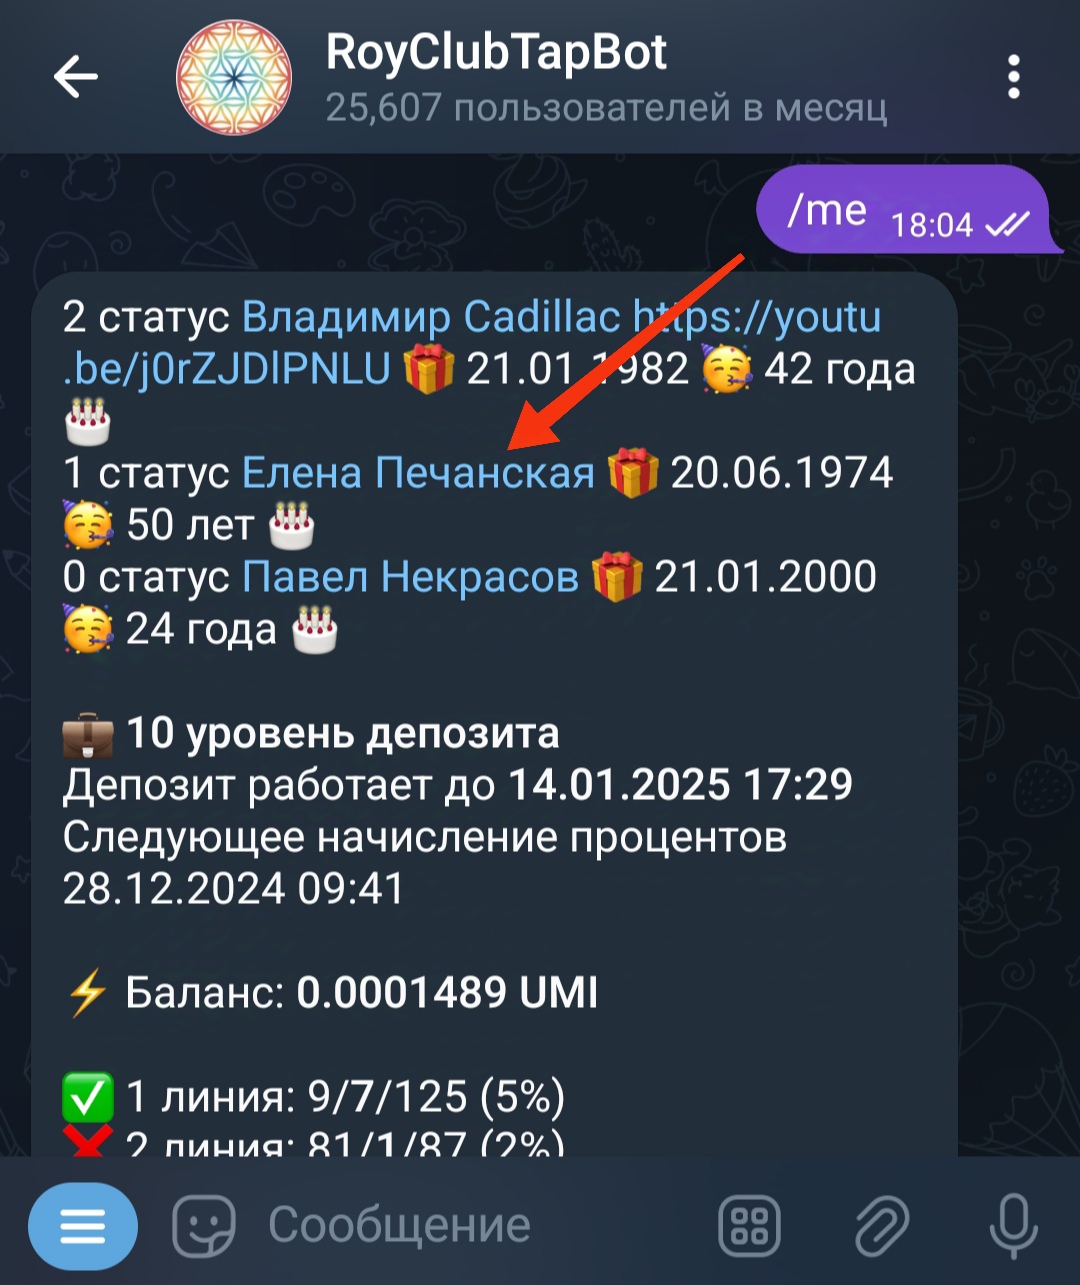 RoyClubTapBot
25,607 пользователей в месяц
/me 18:04
2 статус Владимир Cadillac https://youtu
.be/j0rZJDlPNLU 🎁 21.01.1982 🥳 42 года
🎂
1 статус Елена Печанская 🎁 20.06.1974
🥳 50 лет 🎂
0 статус Павел Некрасов 🎁 21.01.2000
🥳 24 года 🎂
💼 10 уровень депозита
Депозит работает до 14.01.2025 17:29
Следующее начисление процентов
28.12.2024 09:41
⚡ Баланс: 0.0001489 UMI
✅ 1 линия: 9/7/125 (5%)
❌ 2 линия: 81/1/87 (2%)
Сообщение